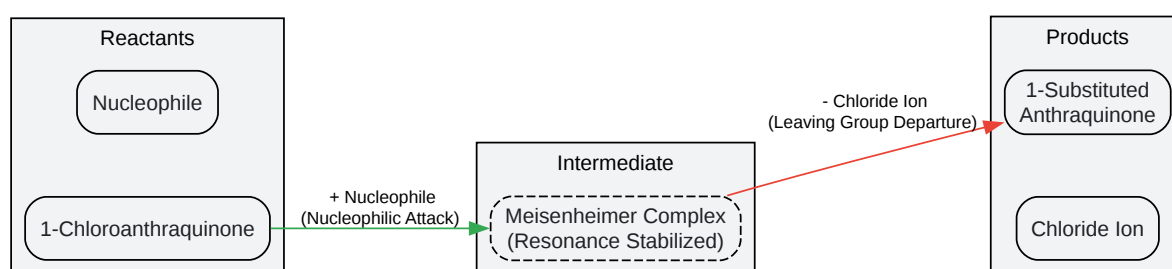 Reactants
Nucleophile
1-Chloroanthraquinone
+ Nucleophile
(Nucleophilic Attack)
Intermediate
Meisenheimer Complex
(Resonance Stabilized)
- Chloride Ion
(Leaving Group Departure)
Products
1-Substituted
Anthraquinone
Chloride Ion